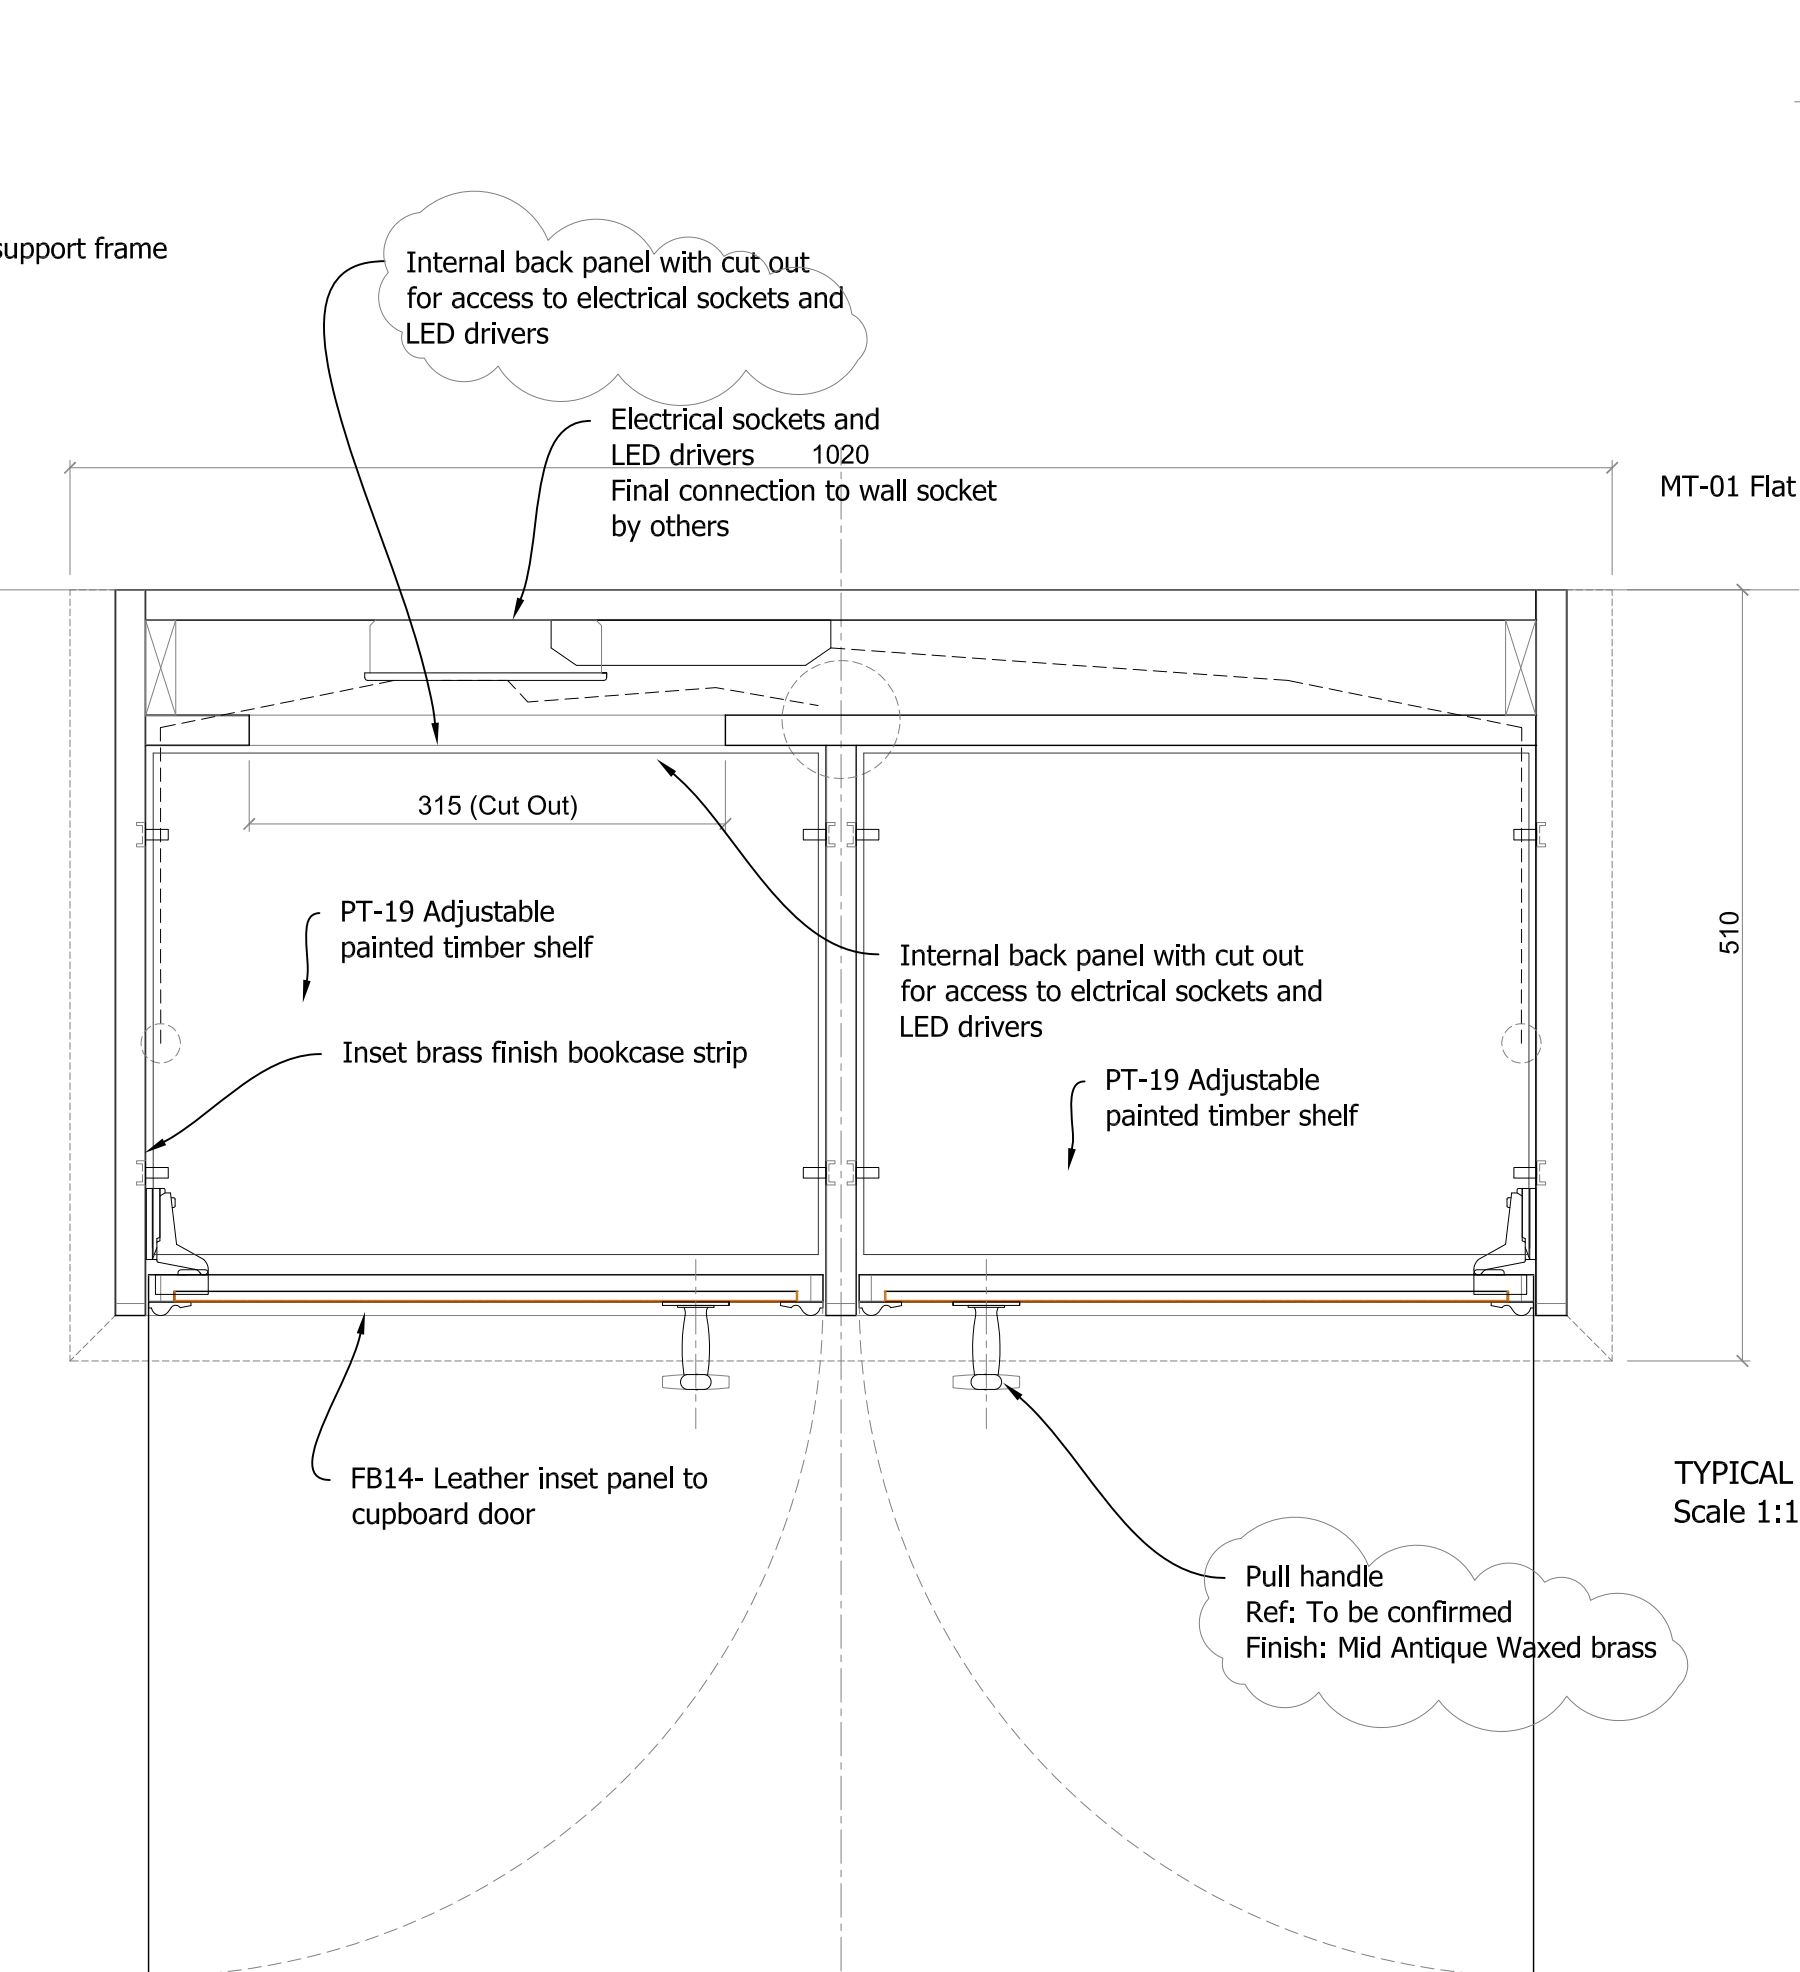 support frame
Internal back panel with cut out
for access to electrical sockets and
LED drivers
Electrical sockets and
LED drivers
1020
Final connection to wall socket
by others
MT-01 Flat
315 (Cut Out)
PT-19 Adjustable
painted timber shelf
510
Internal back panel with cut out
for access to elctrical sockets and
LED drivers
Inset brass finish bookcase strip
PT-19 Adjustable
painted timber shelf
FB14- Leather inset panel to
cupboard door
TYPICAL
Scale 1:1
Pull handle
Ref: To be confirmed
Finish: Mid Antique Waxed brass